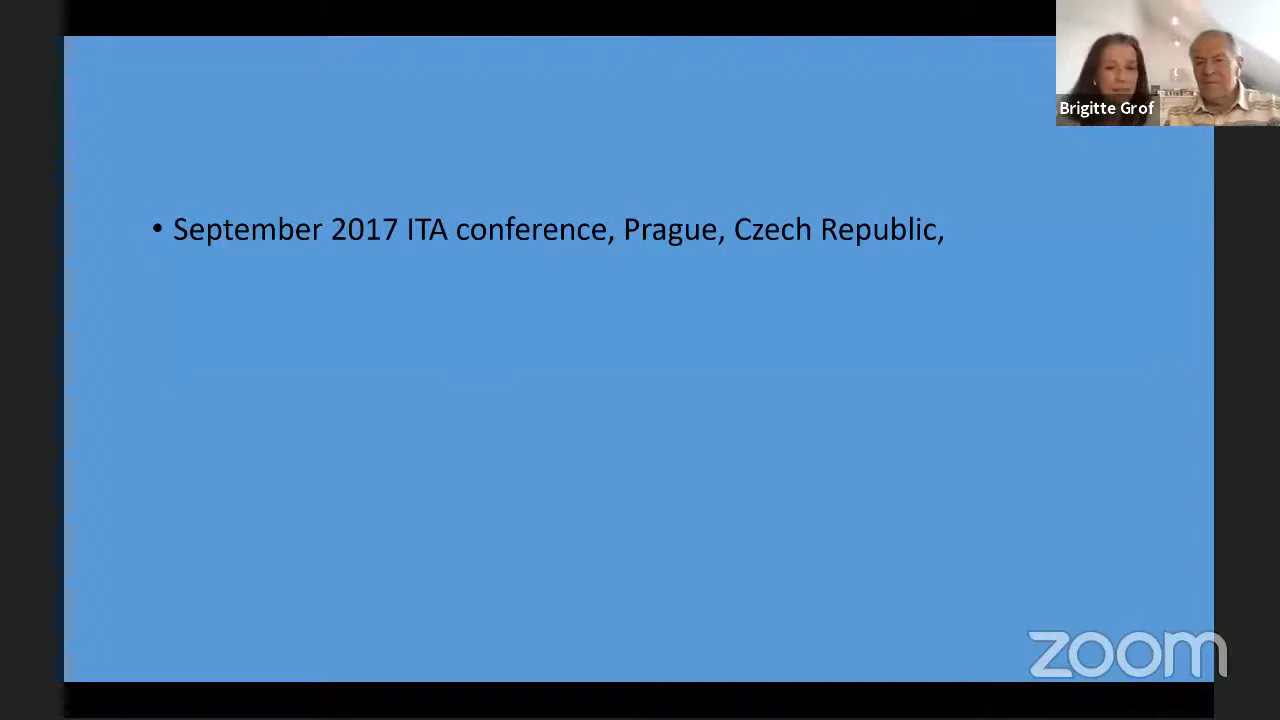 Brigitte Grof
• September 2017 ITA conference, Prague, Czech Republic,
zoom